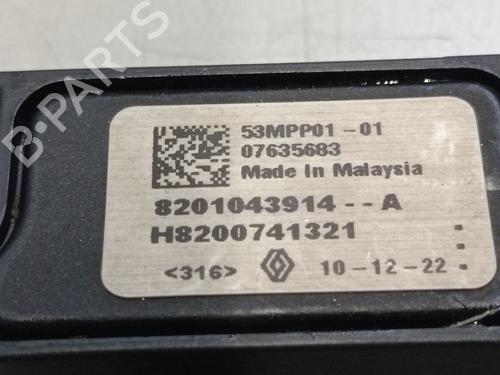 B-PARTS
53MPP01-01
07635683
Made In Malaysia
8201043914--A
H8200741321
<316> 10-12-22